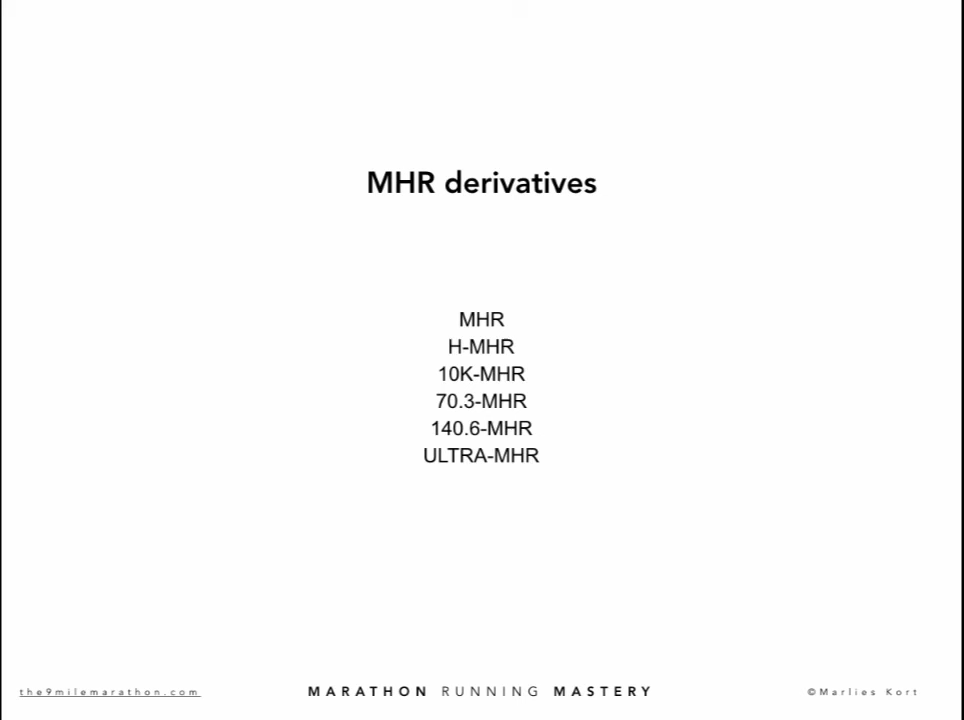 MHR derivatives
MHR
H-MHR
10K-MHR
70.3-MHR
140.6-MHR
ULTRA-MHR
the9milemarathon.com
MARATHON RUNNING MASTERY
©Marlies Kort